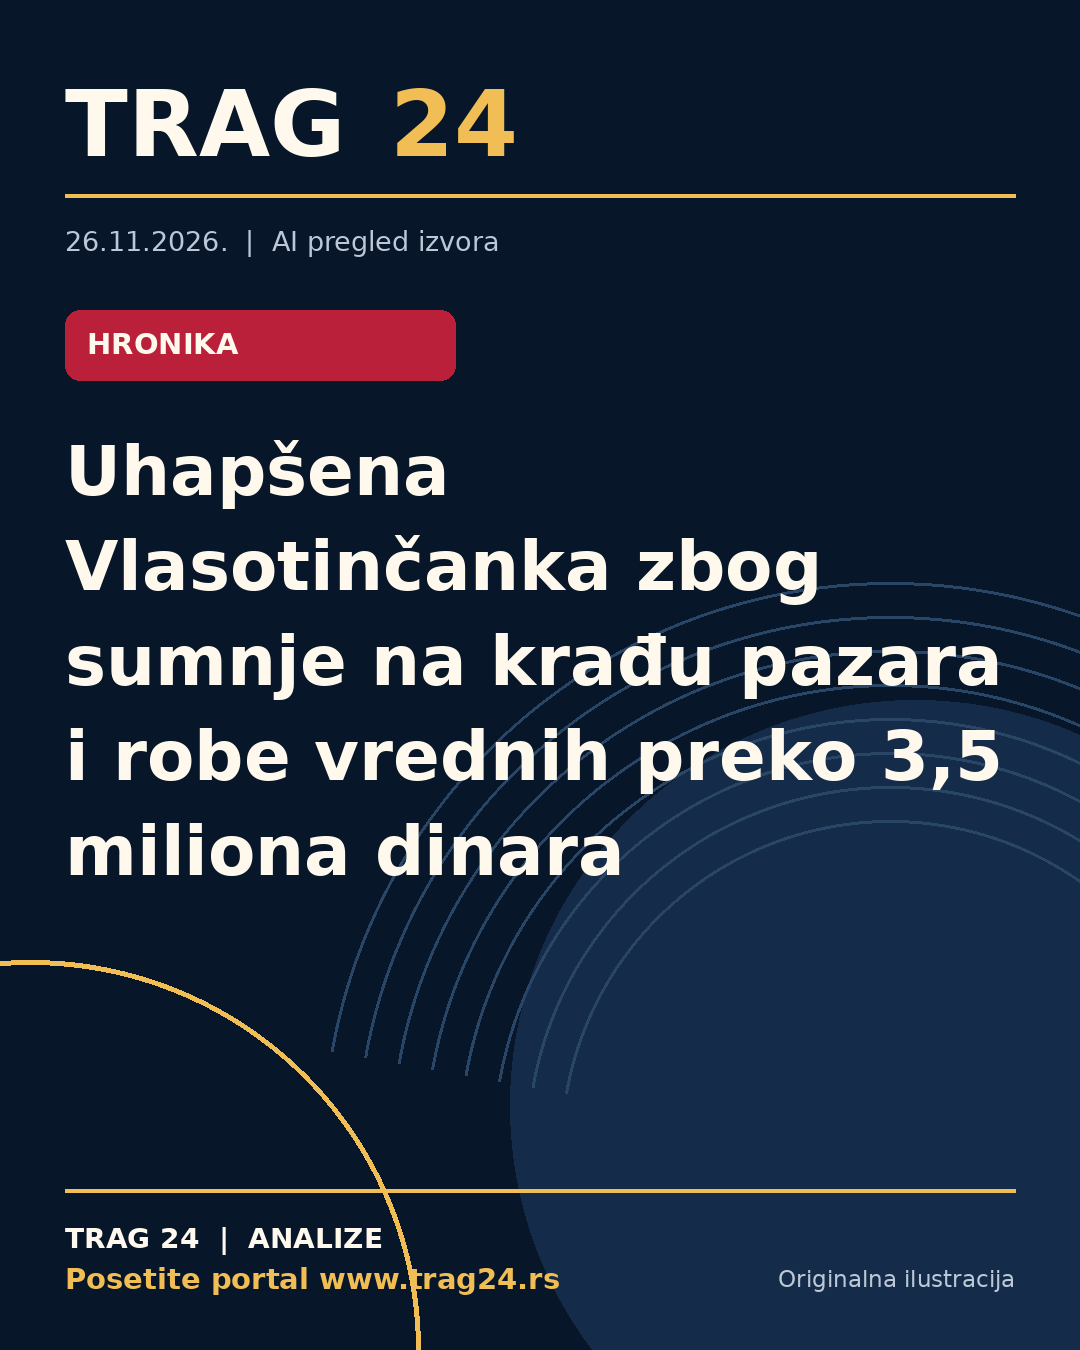 TRAG 24
26.11.2026. | AI pregled izvora
HRONIKA
Uhapšena
Vlasotinčanka zbog
sumnje na krađu pazara
i robe vrednih preko 3,5
miliona dinara
TRAG 24 | ANALIZE
Posetite portal www.trag24.rs
Originalna ilustracija